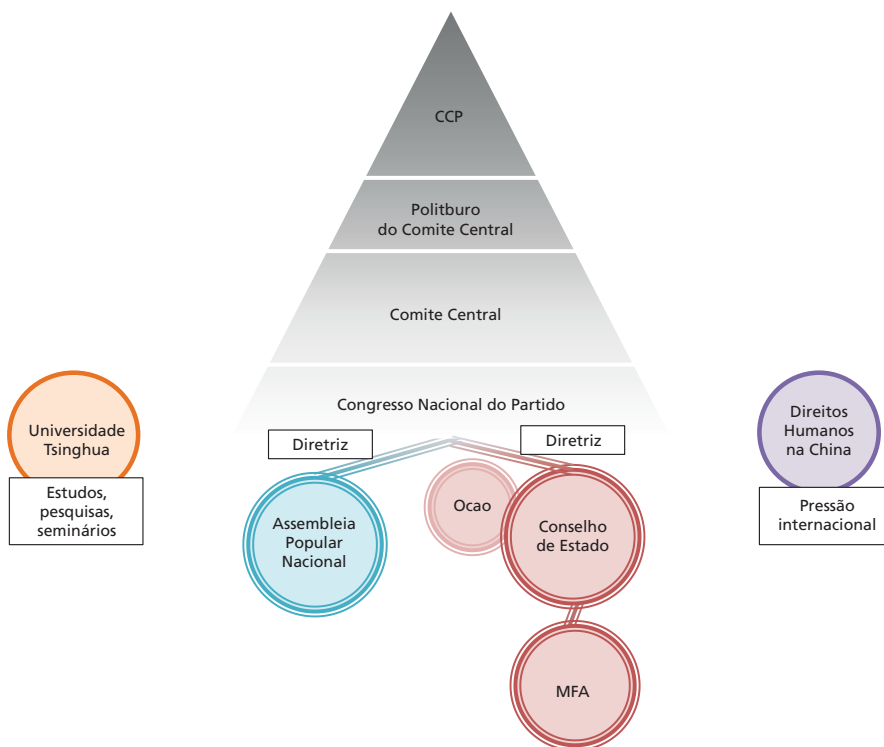 CCP
Politburo
do Comite Central
Comite Central
Congresso Nacional do Partido
Universidade
Tsinghua
Estudos,
pesquisas,
seminários
Diretriz
Diretriz
Assembleia
Popular
Nacional
Ocao
Conselho
de Estado
MFA
Direitos
Humanos
na China
Pressão
internacional